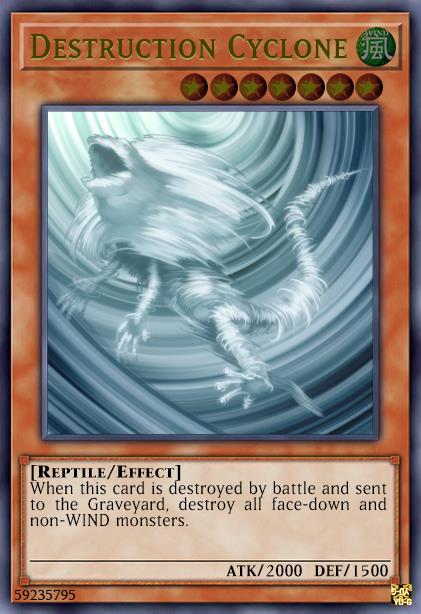 DESTRUCTION CYCLONE
WIND
風
[REPTILE/EFFECT]
When this card is destroyed by battle and sent
to the Graveyard, destroy all face-down and
non-WIND monsters.
ATK/2000 DEF/1500
59235795